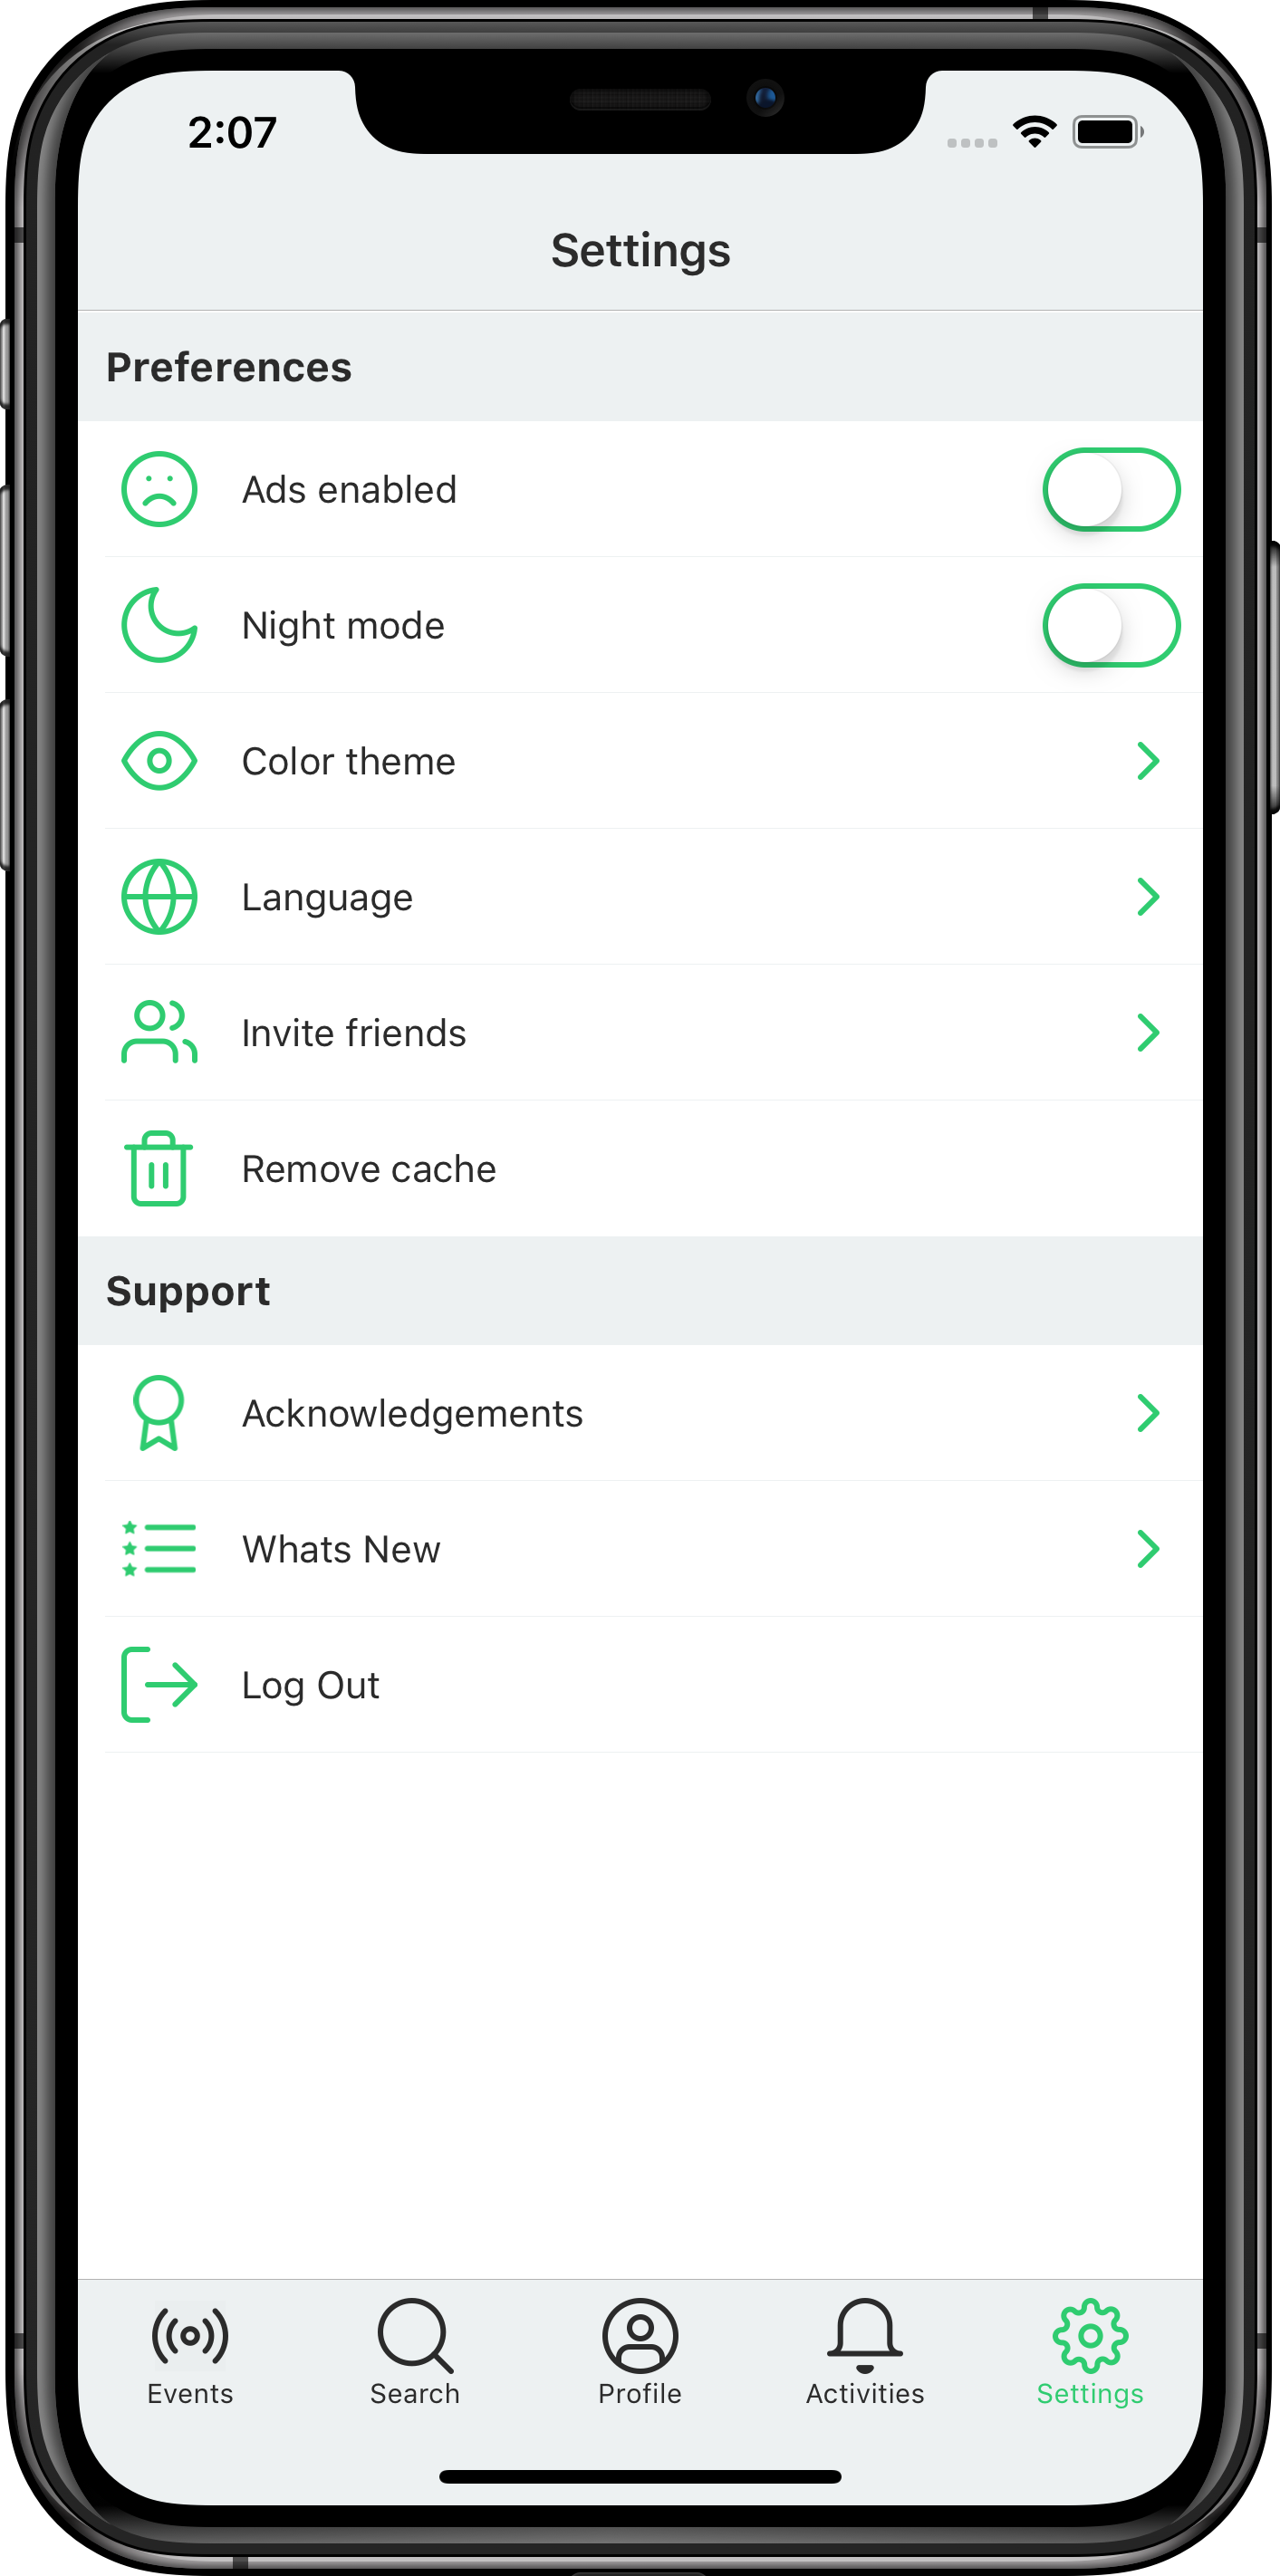 2:07
Settings
Preferences
Ads enabled
Night mode
Color theme
Language
Invite friends
Remove cache
Support
Acknowledgements
Whats New
Log Out
Events Search Profile Activities Settings